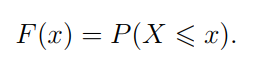 F(x) = P(X ⩽ x).